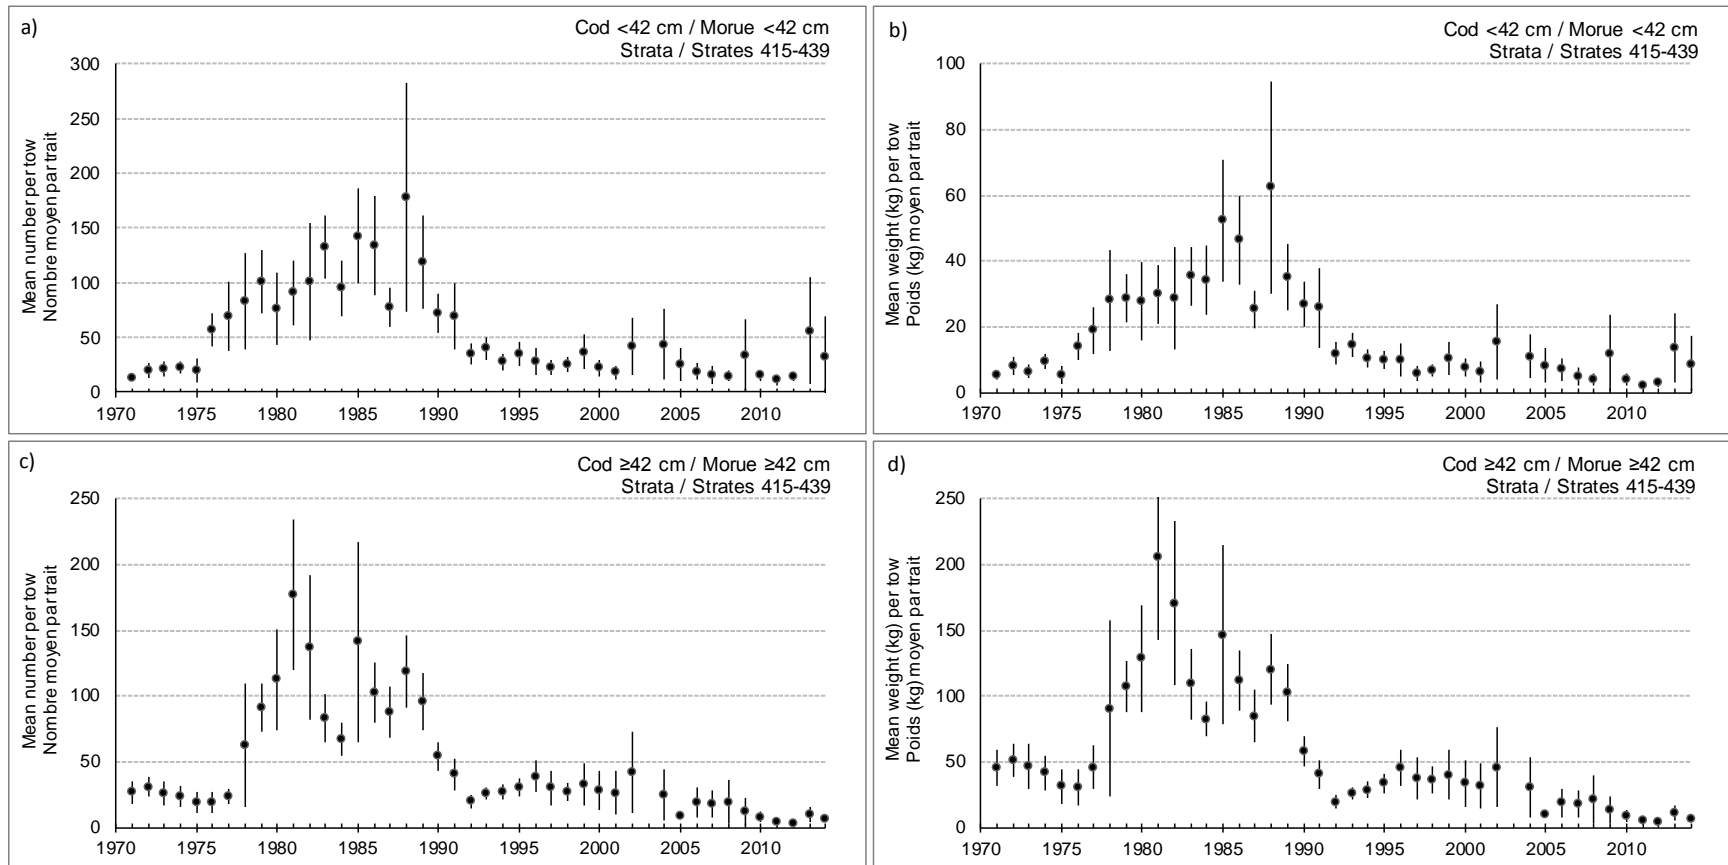 a)
Cod <42 cm / Morue <42 cm
Strata / Strates 415-439
Mean number per tow
Nombre moyen par trait
300
250
200
150
100
50
0
1970 1975 1980 1985 1990 1995 2000 2005 2010
b)
Cod <42 cm / Morue <42 cm
Strata / Strates 415-439
Mean weight (kg) per tow
Poids (kg) moyen par trait
100
80
60
40
20
0
1970 1975 1980 1985 1990 1995 2000 2005 2010
c)
Cod ≥42 cm / Morue ≥42 cm
Strata / Strates 415-439
Mean number per tow
Nombre moyen par trait
250
200
150
100
50
0
1970 1975 1980 1985 1990 1995 2000 2005 2010
d)
Cod ≥42 cm / Morue ≥42 cm
Strata / Strates 415-439
Mean weight (kg) per tow
Poids (kg) moyen par trait
250
200
150
100
50
0
1970 1975 1980 1985 1990 1995 2000 2005 2010